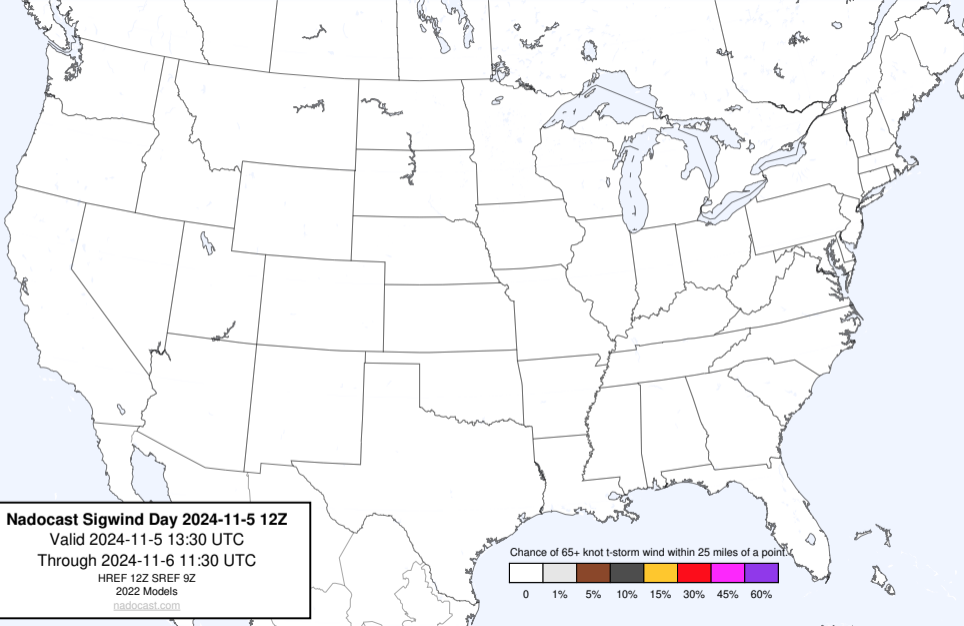 Nadocast Sigwind Day 2024-11-5 12Z
Valid 2024-11-5 13:30 UTC
Through 2024-11-6 11:30 UTC
HREF 12Z SREF 9Z
2022 Models
nadocast.com
Chance of 65+ knot t-storm wind within 25 miles of a point.
0 1% 5% 10% 15% 30% 45% 60%